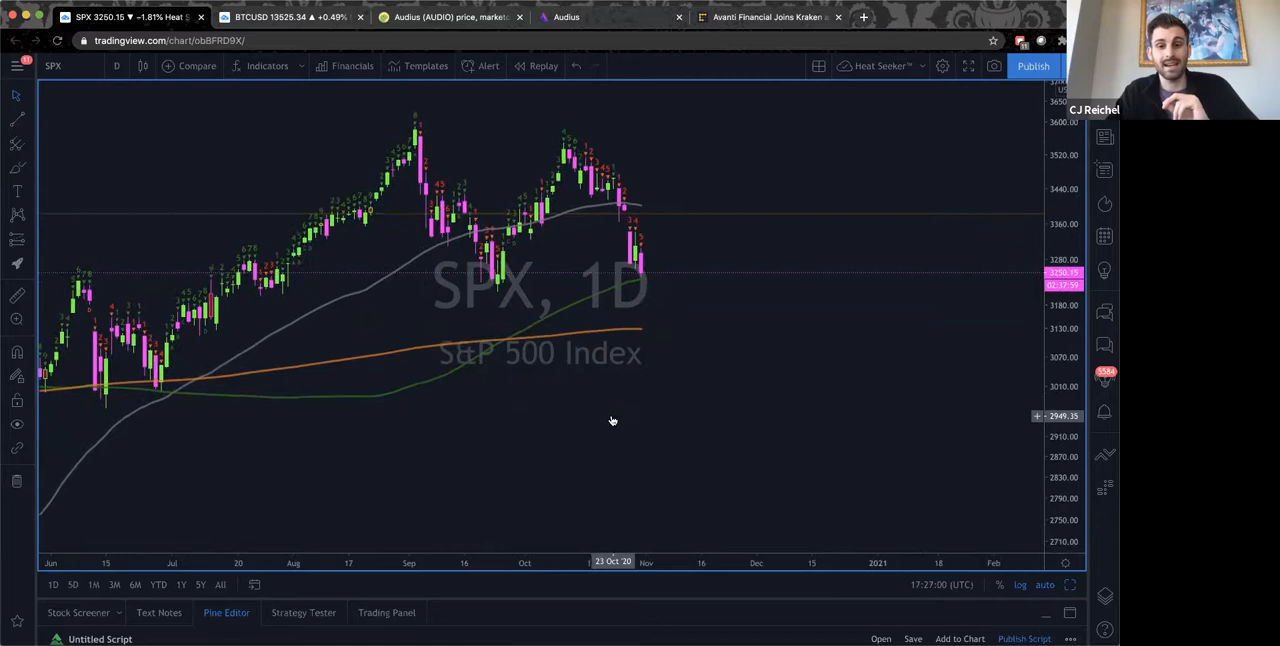 SPX 3250.15 ▼ −1.81% Heat S
BTCUSD 13525.34 ▲ +0.49%
Audius (AUDIO) price, market
Audius
Avanti Financial Joins Kraken a
tradingview.com/chart/obBFRD9X/
11
SPX
D
Compare
Indicators
Financials
Templates
Alert
Replay
Heat Seeker™
Publish
CJ Reichel
3650
3600.00
3520.00
3440.00
3360.00
3280.00
3250.15
02:37:59
3180.00
3130.00
3070.00
3010.00
2949.35
2910.00
2870.00
2830.00
2790.00
2750.00
2710.00
SPX, 1D
S&P 500 Index
5584
Jun 15 Jul 20 Aug 17 Sep 16 Oct 23 Oct '20 Nov 16 Dec 15 2021 18 Feb
1D 5D 1M 3M 6M YTD 1Y 5Y All
17:27:00 (UTC) % log auto
Stock Screener Text Notes Pine Editor Strategy Tester Trading Panel
Untitled Script
Open Save Add to Chart Publish Script